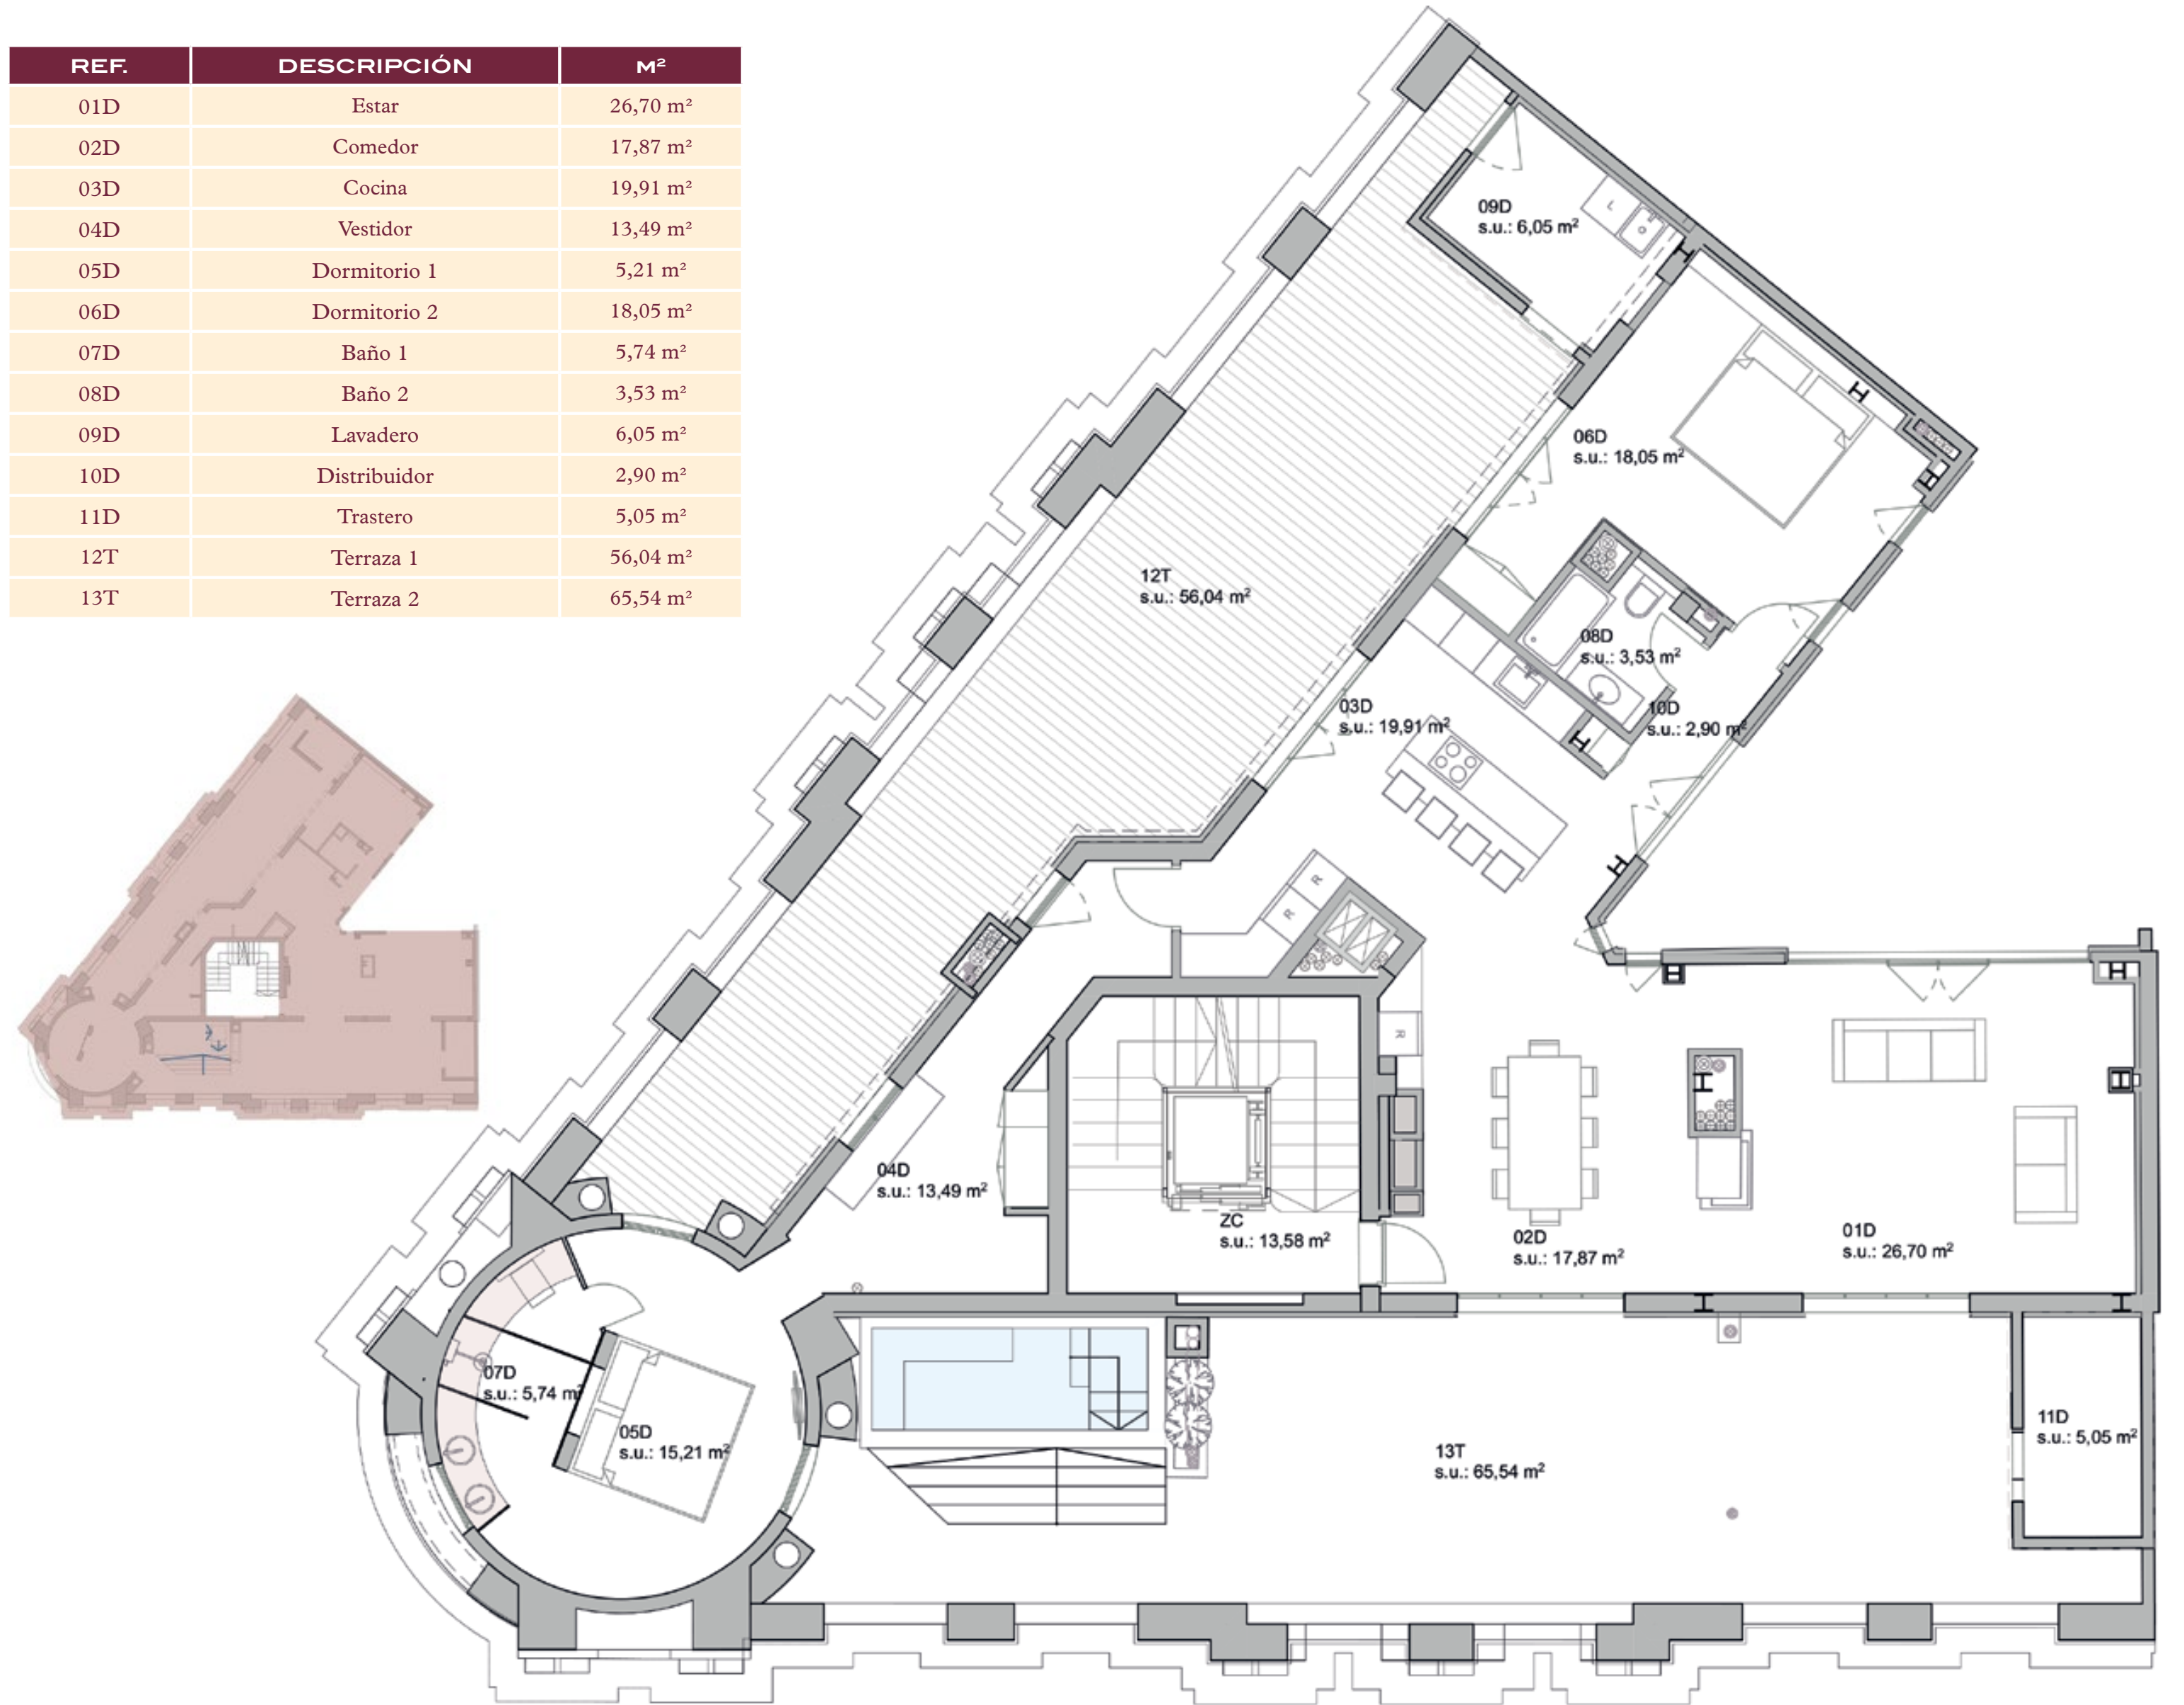 REF. DESCRIPCIÓN M²
01D Estar 26,70 m²
02D Comedor 17,87 m²
03D Cocina 19,91 m²
04D Vestidor 13,49 m²
05D Dormitorio 1 5,21 m²
06D Dormitorio 2 18,05 m²
07D Baño 1 5,74 m²
08D Baño 2 3,53 m²
09D Lavadero 6,05 m²
10D Distribuidor 2,90 m²
11D Trastero 5,05 m²
12T Terraza 1 56,04 m²
13T Terraza 2 65,54 m²
09D
s.u.: 6,05 m²
L
06D
s.u.: 18,05 m²
12T
s.u.: 56,04 m²
08D
s.u.: 3,53 m²
03D
s.u.: 19,91 m²
10D
s.u.: 2,90 m²
R
R
R
04D
s.u.: 13,49 m²
ZC
s.u.: 13,58 m²
02D
s.u.: 17,87 m²
01D
s.u.: 26,70 m²
07D
s.u.: 5,74 m²
05D
s.u.: 15,21 m²
13T
s.u.: 65,54 m²
11D
s.u.: 5,05 m²